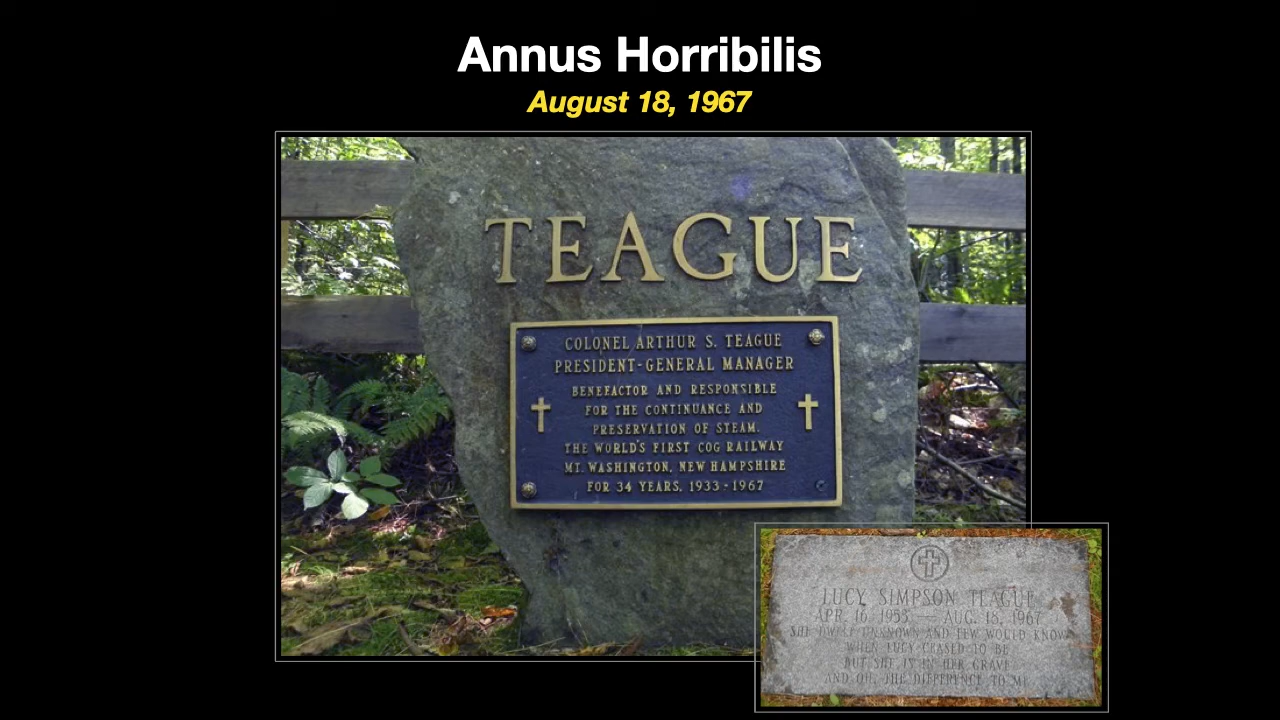 Annus Horribilis
August 18, 1967
TEAGUE
COLONEL ARTHUR S. TEAGUE
PRESIDENT-GENERAL MANAGER
BENEFACTOR AND RESPONSIBLE
FOR THE CONTINUANCE AND
PRESERVATION OF STEAM.
THE WORLD'S FIRST COG RAILWAY
MT. WASHINGTON, NEW HAMPSHIRE
FOR 34 YEARS, 1933-1967
LUCY SIMPSON TEAGUE
APR. 16, 1953 — AUG. 18, 1967
SHE DWELT UNKNOWN AND FEW WOULD KNOW
WHEN LUCY CEASED TO BE
BUT SHE IS IN HER GRAVE
AND OH, THE DIFFERENCE TO ME